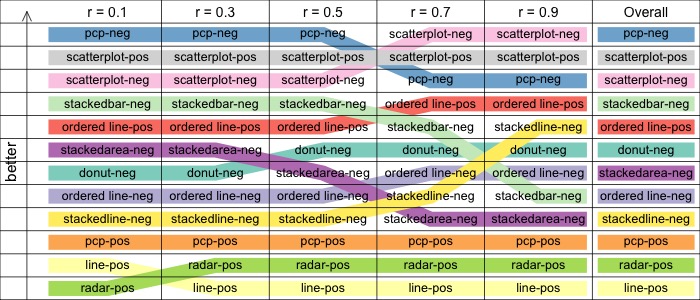 r = 0.1 r = 0.3 r = 0.5 r = 0.7 r = 0.9 Overall
pcp-neg pcp-neg pcp-neg scatterplot-neg scatterplot-neg pcp-neg
scatterplot-pos scatterplot-pos scatterplot-pos scatterplot-pos scatterplot-pos scatterplot-pos
scatterplot-neg scatterplot-neg scatterplot-neg pcp-neg pcp-neg scatterplot-neg
stackedbar-neg stackedbar-neg stackedbar-neg ordered line-pos ordered line-pos stackedbar-neg
ordered line-pos ordered line-pos ordered line-pos stackedbar-neg stackedline-neg ordered line-pos
stackedarea-neg stackedarea-neg donut-neg donut-neg donut-neg donut-neg
donut-neg donut-neg stackedarea-neg ordered line-neg ordered line-neg stackedarea-neg
ordered line-neg ordered line-neg ordered line-neg stackedline-neg stackedbar-neg ordered line-neg
stackedline-neg stackedline-neg stackedline-neg stackedarea-neg stackedarea-neg stackedline-neg
pcp-pos pcp-pos pcp-pos pcp-pos pcp-pos pcp-pos
line-pos radar-pos radar-pos radar-pos radar-pos radar-pos
radar-pos line-pos line-pos line-pos line-pos line-pos
better